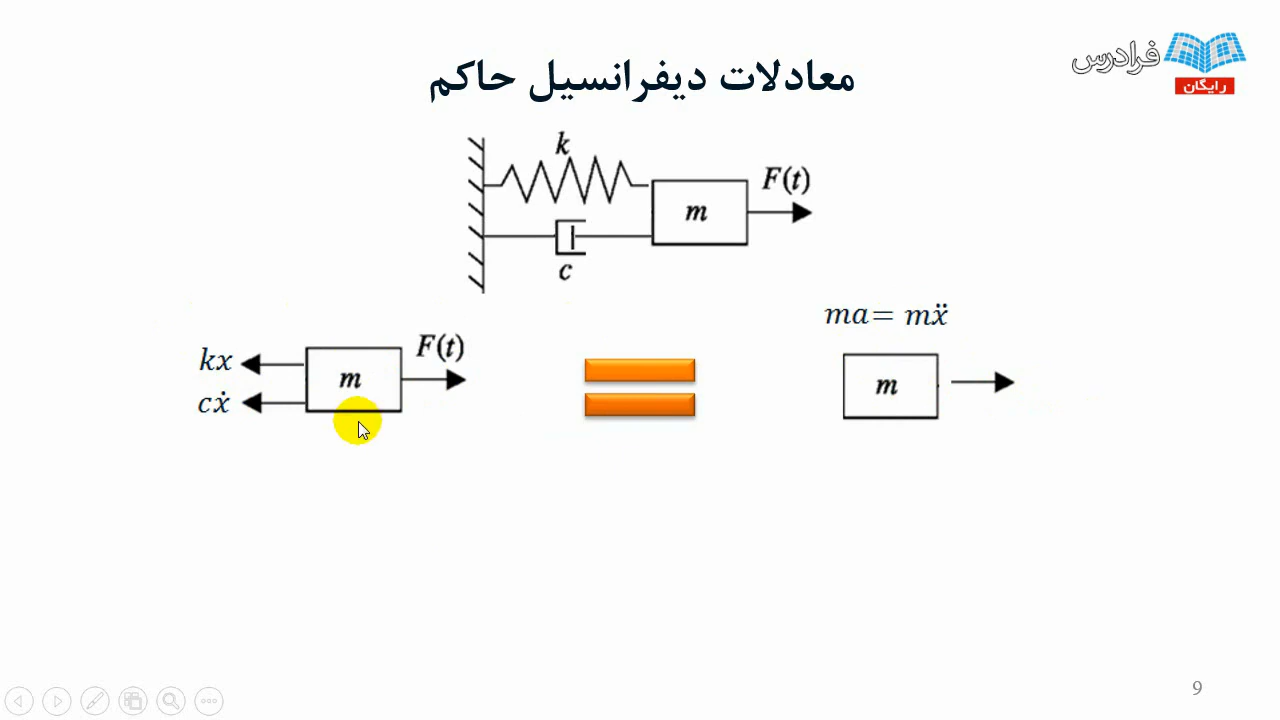 فرادرس
رایگان
معادلات دیفرانسیل حاکم
k
F(t)
m
c
ma = mẍ
F(t)
kx
m
cẋ
m
9